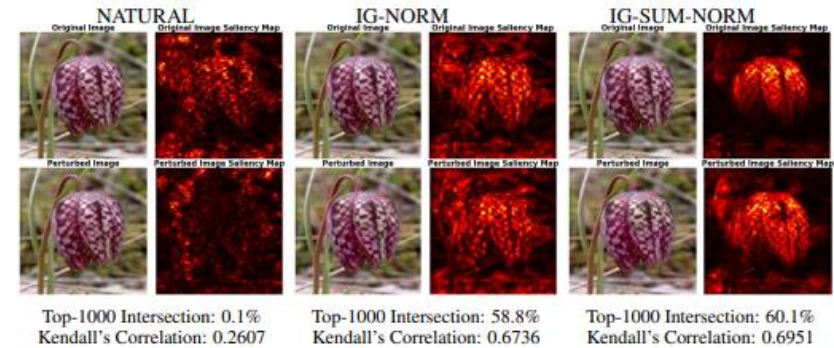 NATURAL
Original Image Original Image Saliency Map
Perturbed Image Perturbed Image Saliency Map
Top-1000 Intersection: 0.1%
Kendall's Correlation: 0.2607
IG-NORM
Original Image Original Image Saliency Map
Perturbed Image Perturbed Image Saliency Map
Top-1000 Intersection: 58.8%
Kendall's Correlation: 0.6736
IG-SUM-NORM
Original Image Original Image Saliency Map
Perturbed Image Perturbed Image Saliency Map
Top-1000 Intersection: 60.1%
Kendall's Correlation: 0.6951